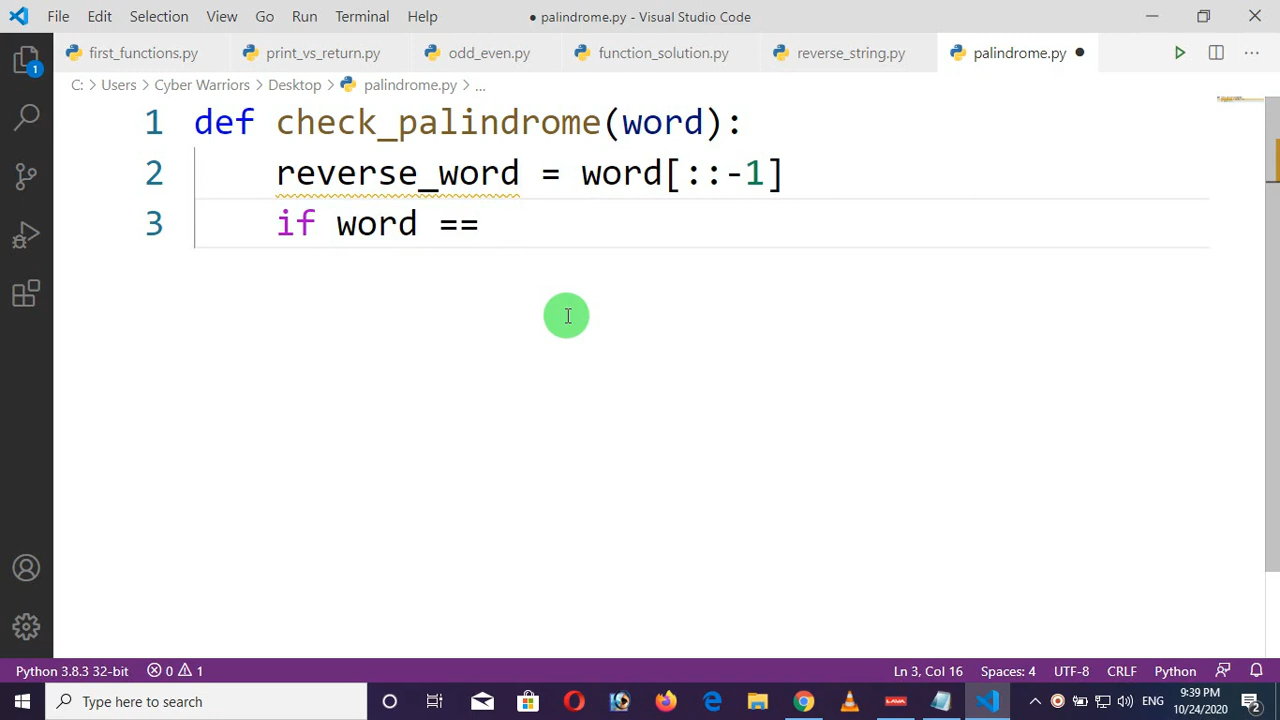 File Edit Selection View Go Run Terminal Help
● palindrome.py - Visual Studio Code
first_functions.py print_vs_return.py odd_even.py function_solution.py reverse_string.py palindrome.py ●
C: > Users > Cyber Warriors > Desktop > palindrome.py > ...
1 def check_palindrome(word):
2 reverse_word = word[::-1]
3 if word ==
1
Python 3.8.3 32-bit 0 1 Ln 3, Col 16 Spaces: 4 UTF-8 CRLF Python
Type here to search
LAVA
ENG
9:39 PM
10/24/2020
2